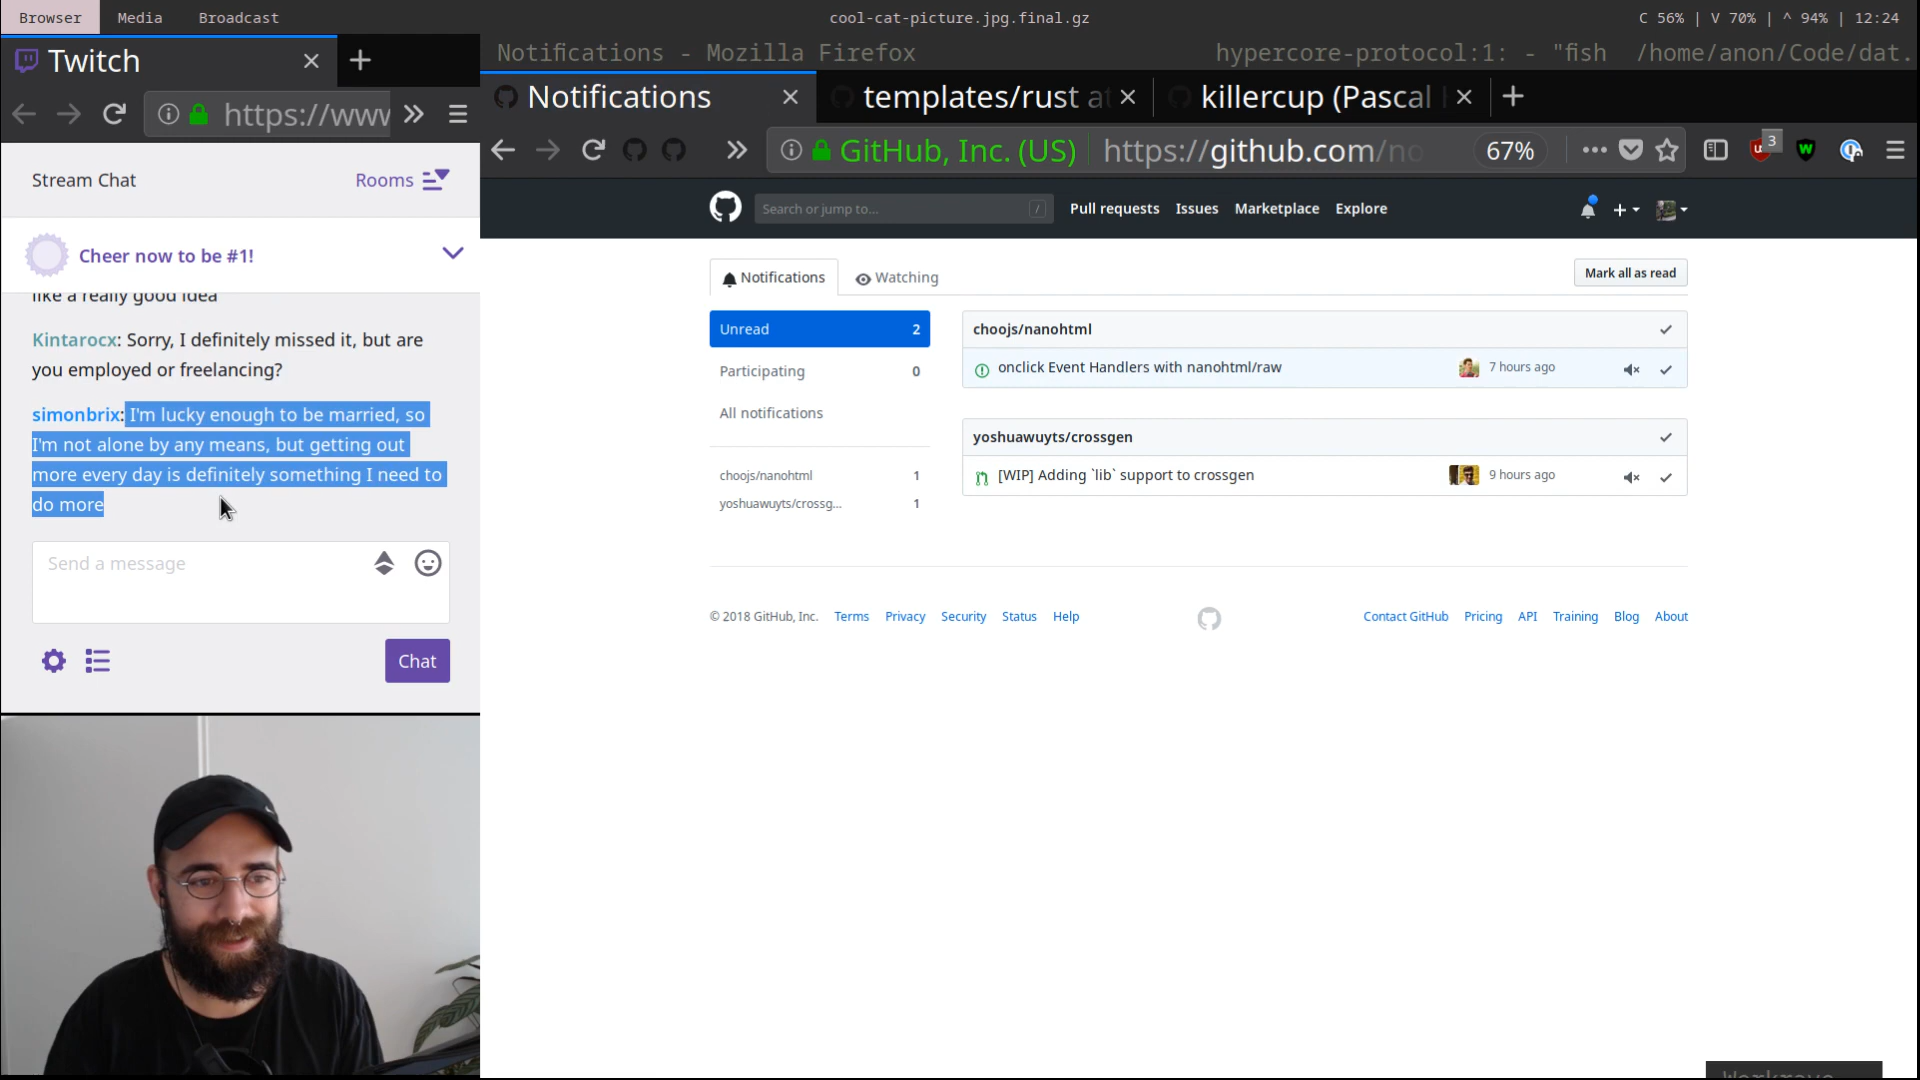 Browser Media Broadcast cool-cat-picture.jpg.final.gz C 56% | V 70% | ^ 94% | 12:24
Twitch
https://www
Stream Chat Rooms
Cheer now to be #1!
like a really good idea
Kintarocx: Sorry, I definitely missed it, but are
you employed or freelancing?
simonbrix: I'm lucky enough to be married, so
I'm not alone by any means, but getting out
more every day is definitely something I need to
do more
Send a message
Chat
Notifications - Mozilla Firefox hypercore-protocol:1: - "fish /home/anon/Code/dat.
Notifications templates/rust at killercup (Pascal
GitHub, Inc. (US) https://github.com/no 67% 3
Search or jump to... / Pull requests Issues Marketplace Explore
Notifications Watching Mark all as read
Unread 2
Participating 0
All notifications
choojs/nanohtml 1
yoshuawuyts/crossg... 1
choojs/nanohtml
onclick Event Handlers with nanohtml/raw 7 hours ago
yoshuawuyts/crossgen
[WIP] Adding `lib` support to crossgen 9 hours ago
© 2018 GitHub, Inc. Terms Privacy Security Status Help Contact GitHub Pricing API Training Blog About